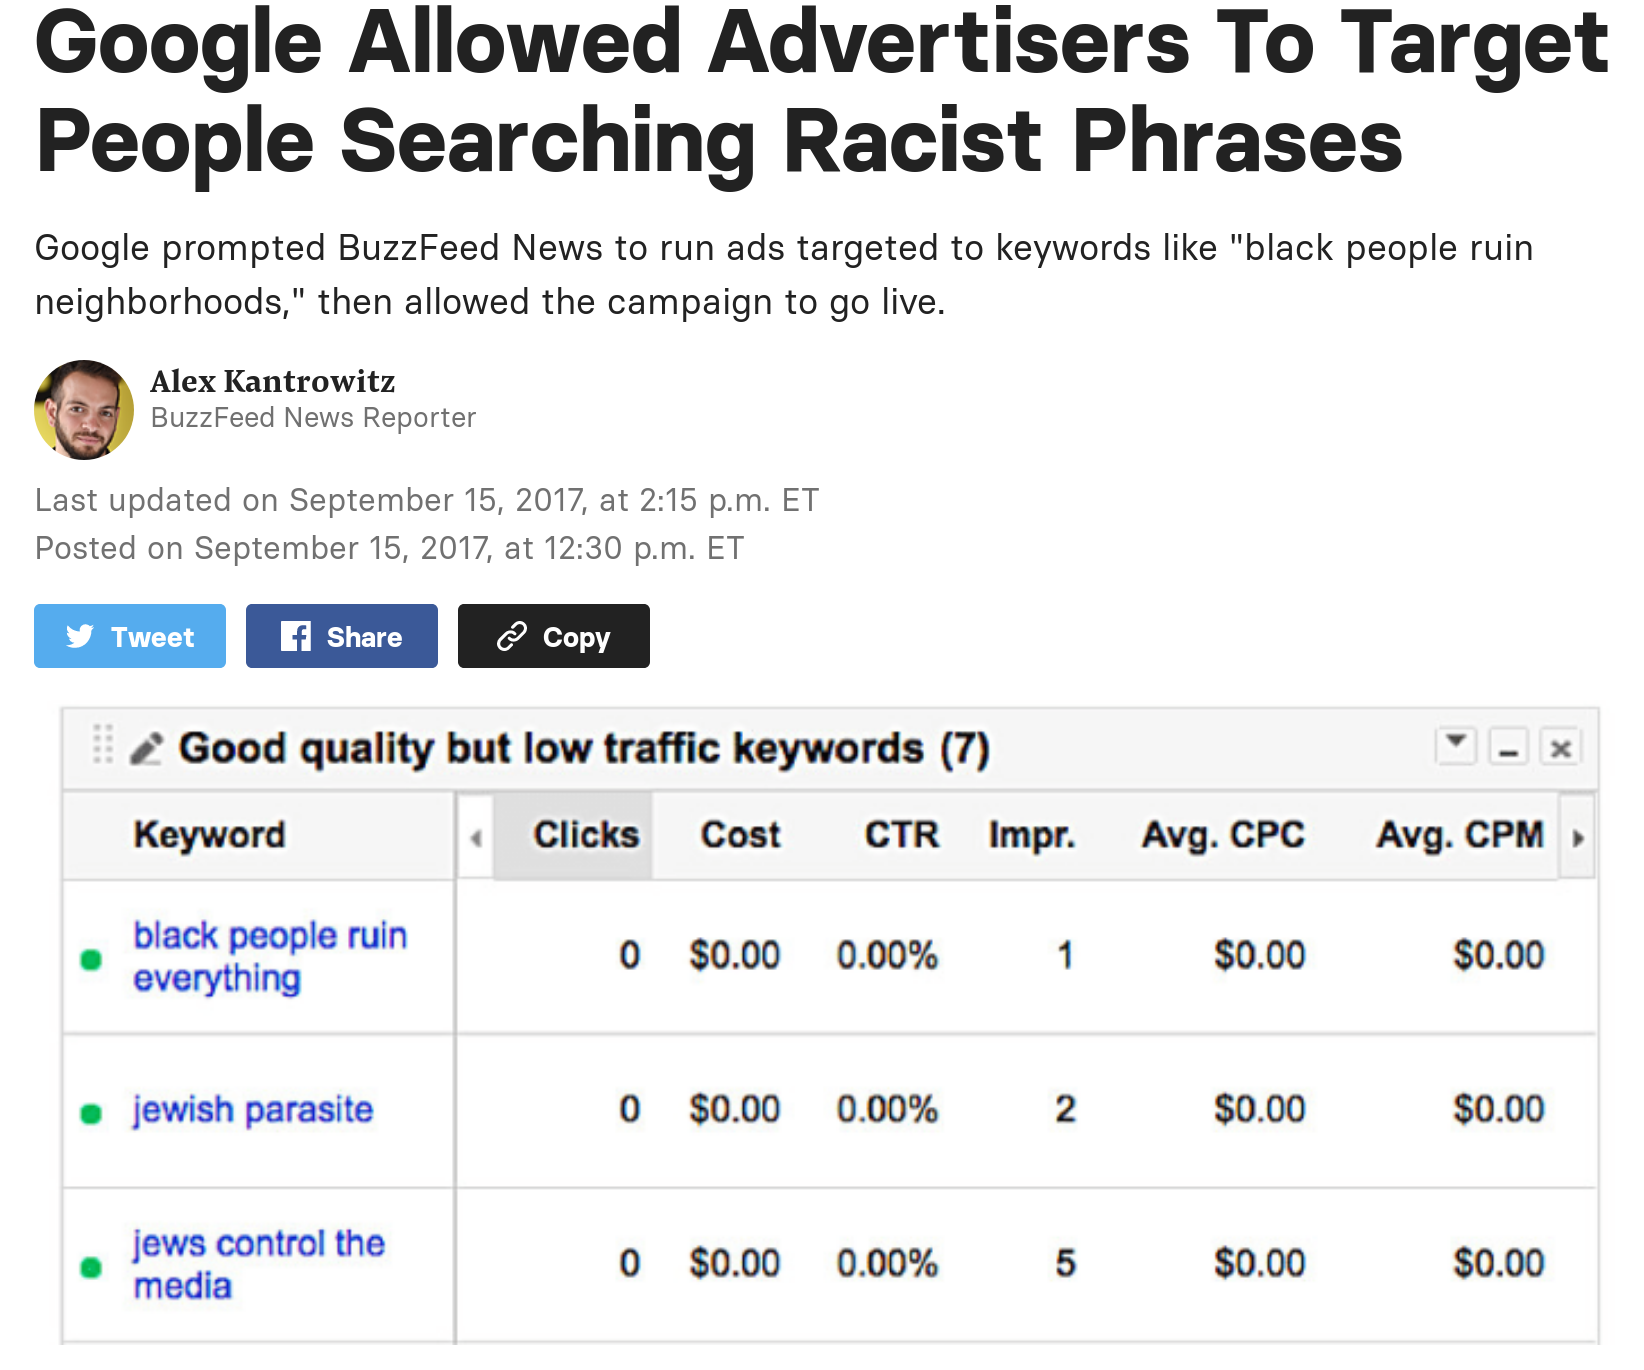 Google Allowed Advertisers To Target
People Searching Racist Phrases
Google prompted BuzzFeed News to run ads targeted to keywords like "black people ruin
neighborhoods," then allowed the campaign to go live.
Alex Kantrowitz
BuzzFeed News Reporter
Last updated on September 15, 2017, at 2:15 p.m. ET
Posted on September 15, 2017, at 12:30 p.m. ET
Tweet Share Copy
Good quality but low traffic keywords (7)
Keyword Clicks Cost CTR Impr. Avg. CPC Avg. CPM
black people ruin
everything 0 $0.00 0.00% 1 $0.00 $0.00
jewish parasite 0 $0.00 0.00% 2 $0.00 $0.00
jews control the
media 0 $0.00 0.00% 5 $0.00 $0.00